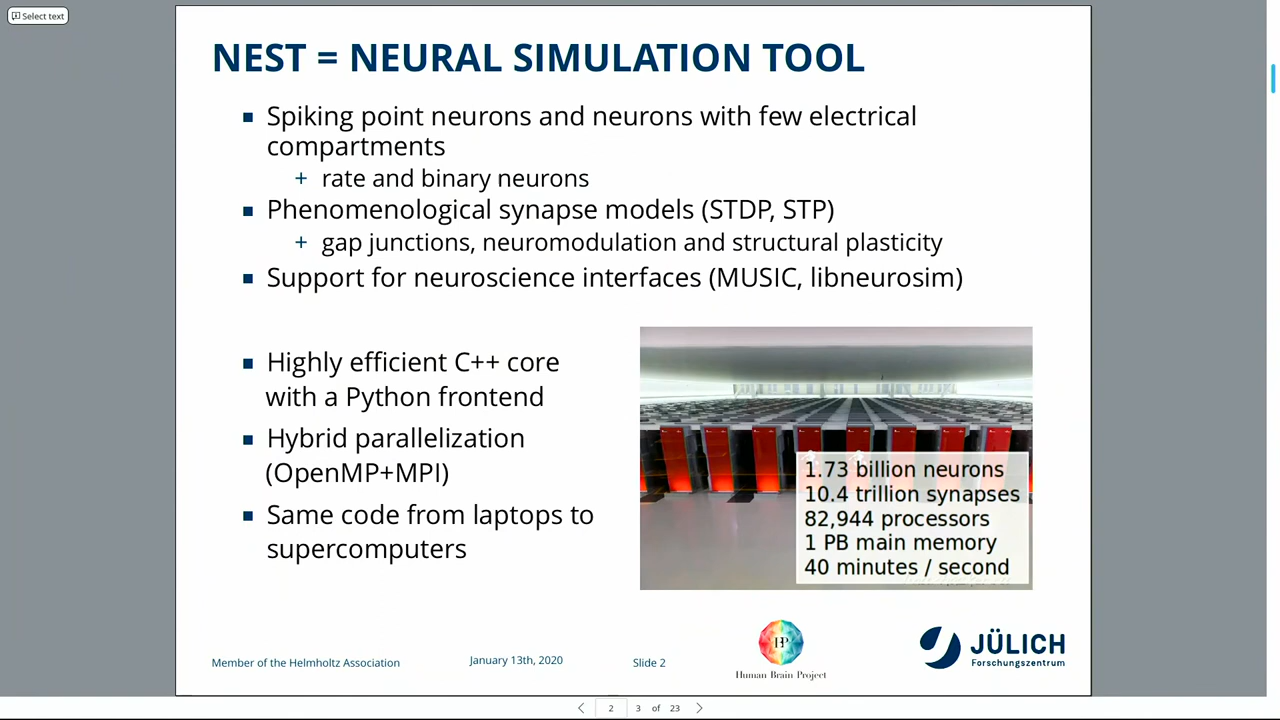 Select text
NEST = NEURAL SIMULATION TOOL
Spiking point neurons and neurons with few electrical
compartments
+ rate and binary neurons
Phenomenological synapse models (STDP, STP)
+ gap junctions, neuromodulation and structural plasticity
Support for neuroscience interfaces (MUSIC, libneurosim)
Highly efficient C++ core
with a Python frontend
Hybrid parallelization
(OpenMP+MPI)
Same code from laptops to
supercomputers
1.73 billion neurons
10.4 trillion synapses
82,944 processors
1 PB main memory
40 minutes / second
Member of the Helmholtz Association
January 13th, 2020
Slide 2
Human Brain Project
JÜLICH
Forschungszentrum
2 3 of 23